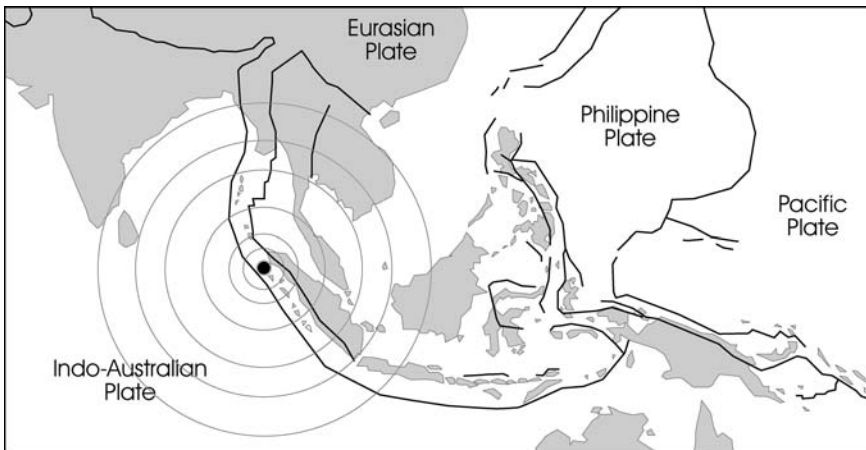 Eurasian
Plate
Philippine
Plate
Pacific
Plate
Indo-Australian
Plate